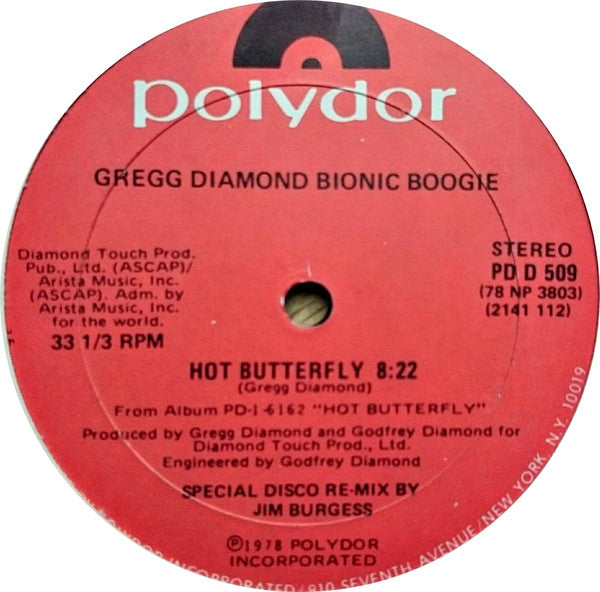 polydor
GREGG DIAMOND BIONIC BOOGIE
Diamond Touch Prod.
Pub., Ltd. (ASCAP)/
Arista Music, Inc.
(ASCAP). Adm. by
Arista Music, Inc.
for the world.
33 1/3 RPM
STEREO
PD D 509
(78 NP 3803)
(2141 112)
HOT BUTTERFLY 8:22
(Gregg Diamond)
From Album PD-1-6162 "HOT BUTTERFLY"
Produced by Gregg Diamond and Godfrey Diamond for
Diamond Touch Prod., Ltd.
Engineered by Godfrey Diamond
SPECIAL DISCO RE-MIX BY
JIM BURGESS
Ⓟ1978 POLYDOR
INCORPORATED
INCORPORATED/810 SEVENTH AVENUE/NEW YORK, N.Y. 10019